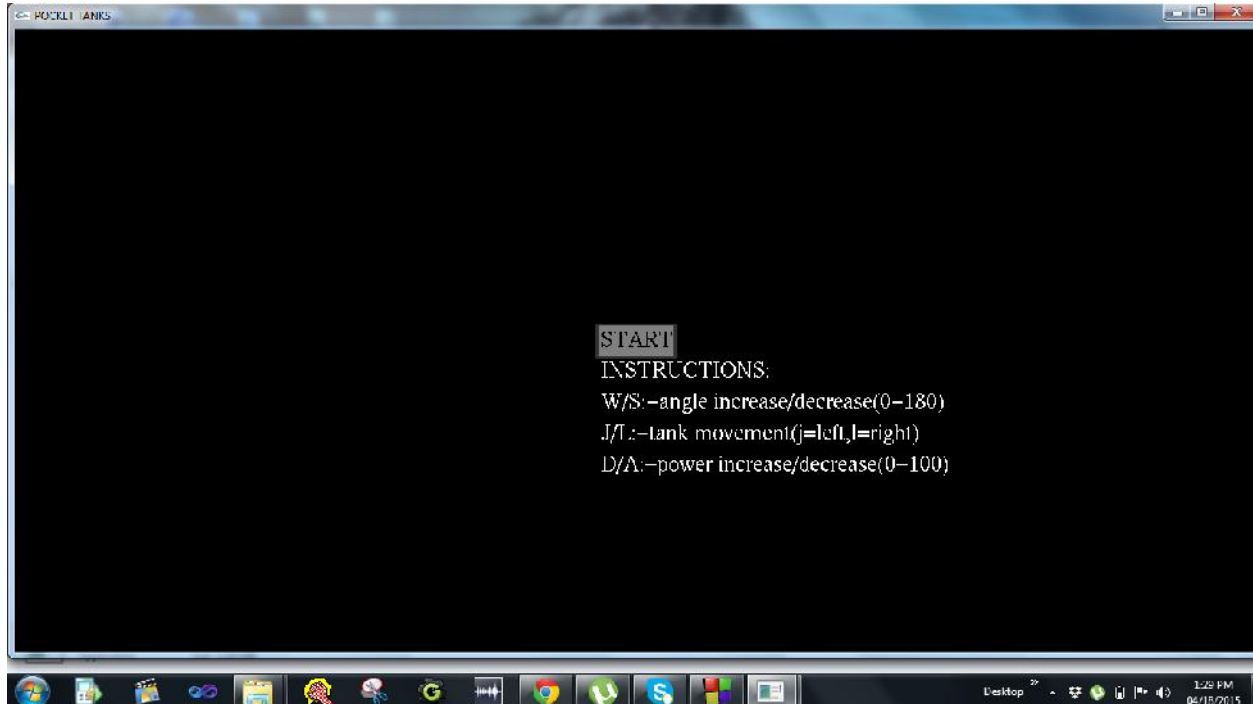 POCKET TANKS
START
INSTRUCTIONS:
W/S:-angle increase/decrease(0-180)
J/L:-tank movement(j=left,l=right)
D/A:-power increase/decrease(0-100)
Desktop
1:29 PM
04/18/2015